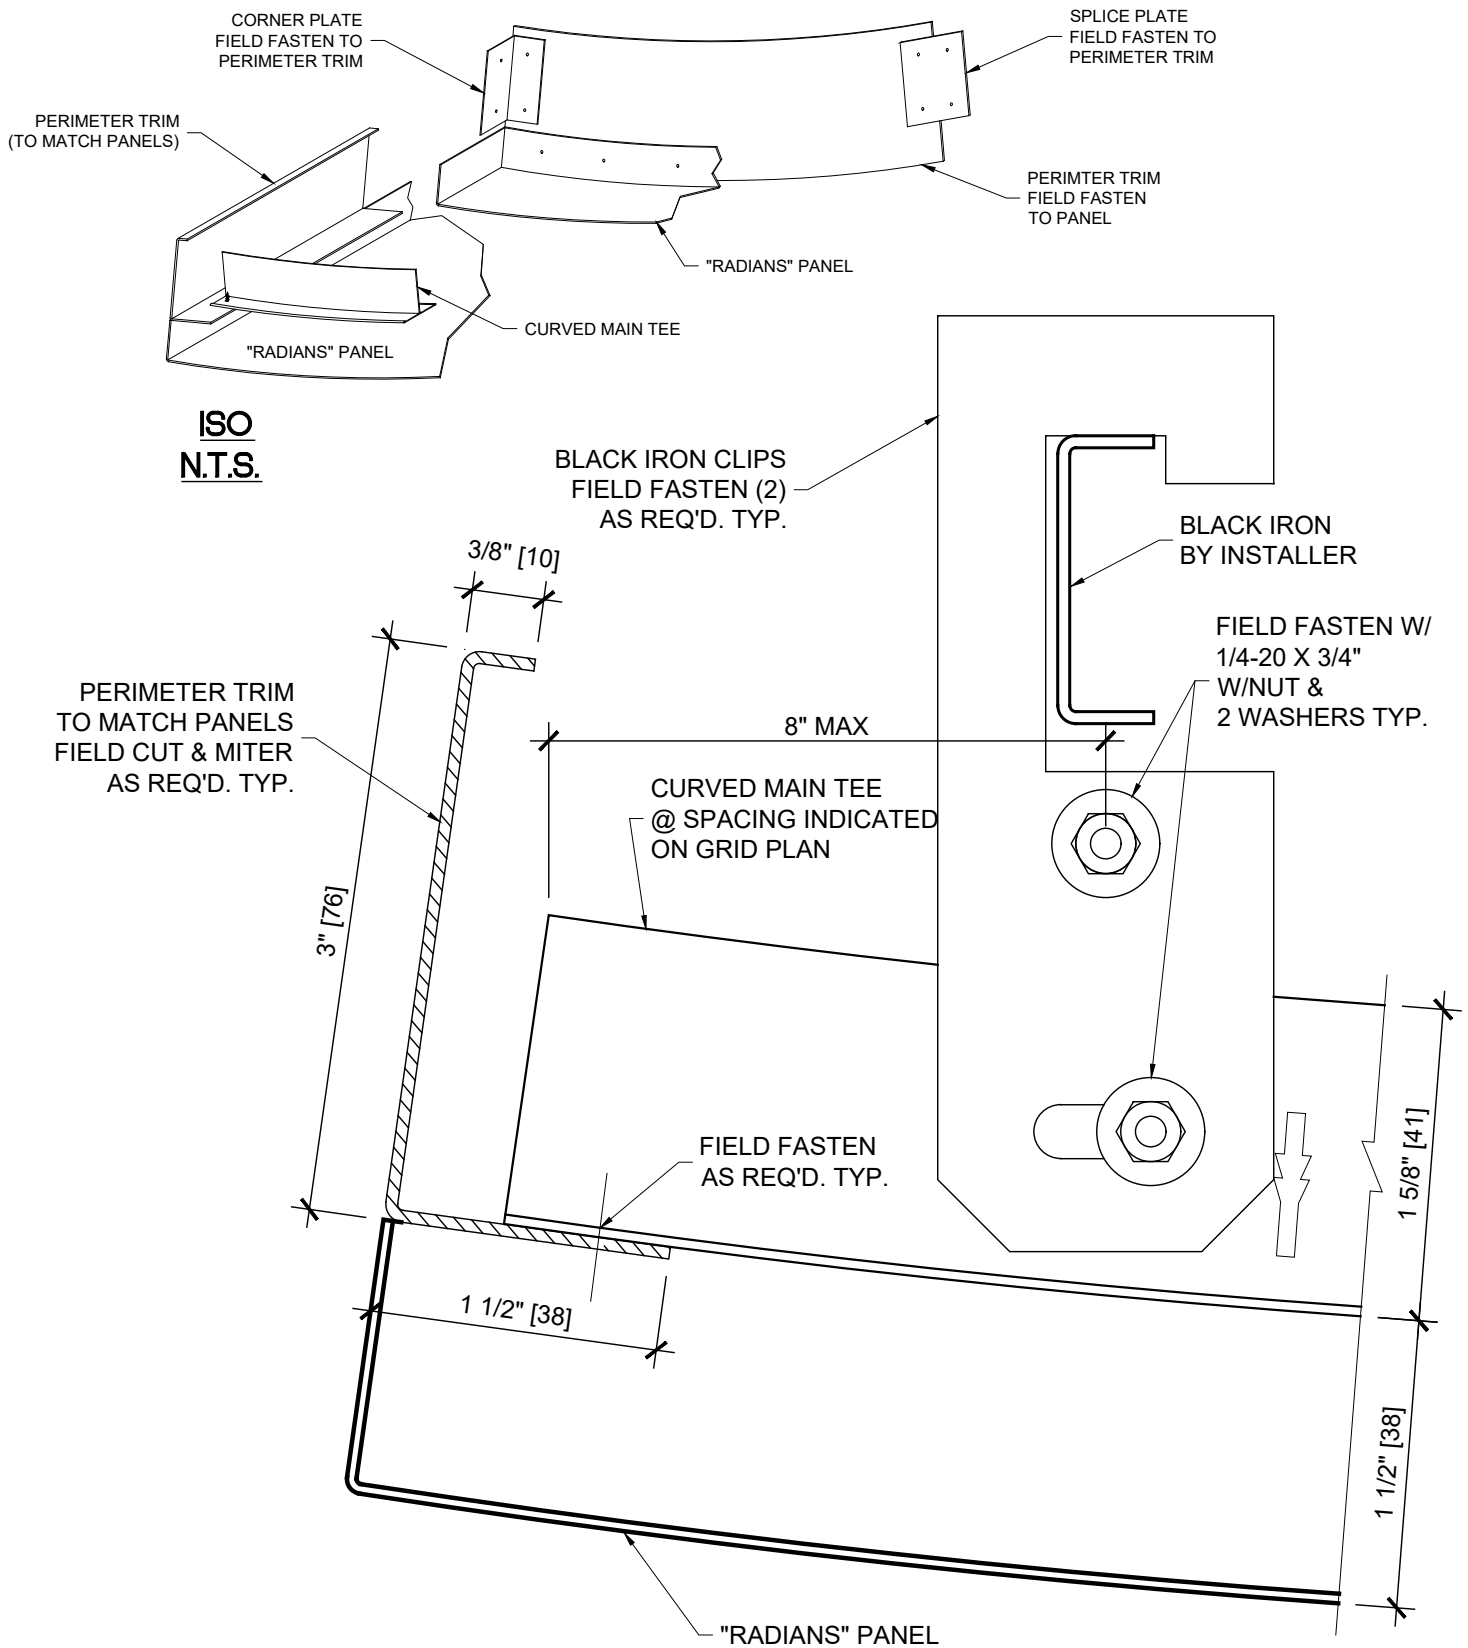 CORNER PLATE
FIELD FASTEN TO
PERIMETER TRIM
SPLICE PLATE
FIELD FASTEN TO
PERIMETER TRIM
PERIMETER TRIM
(TO MATCH PANELS)
PERIMTER TRIM
FIELD FASTEN
TO PANEL
"RADIANS" PANEL
CURVED MAIN TEE
"RADIANS" PANEL
ISO
N.T.S.
BLACK IRON CLIPS
FIELD FASTEN (2)
AS REQ'D. TYP.
BLACK IRON
BY INSTALLER
3/8" [10]
FIELD FASTEN W/
1/4-20 X 3/4"
W/NUT &
2 WASHERS TYP.
PERIMETER TRIM
TO MATCH PANELS
FIELD CUT & MITER
AS REQ'D. TYP.
8" MAX
CURVED MAIN TEE
@ SPACING INDICATED
ON GRID PLAN
3" [76]
FIELD FASTEN
AS REQ'D. TYP.
1 5/8" [41]
1 1/2" [38]
1 1/2" [38]
"RADIANS" PANEL